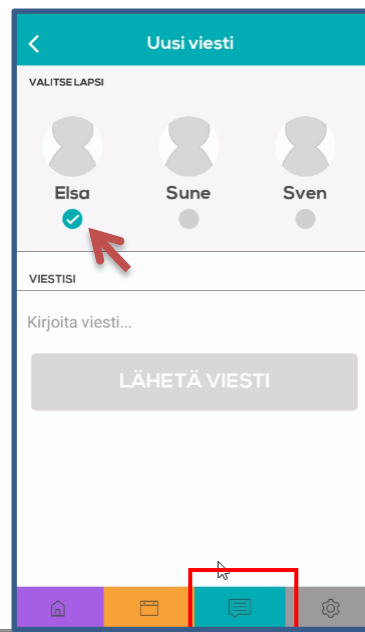 Uusi viesti
VALITSE LAPSI
Elsa Sune Sven
VIESTISI
Kirjoita viesti...
LÄHETÄ VIESTI